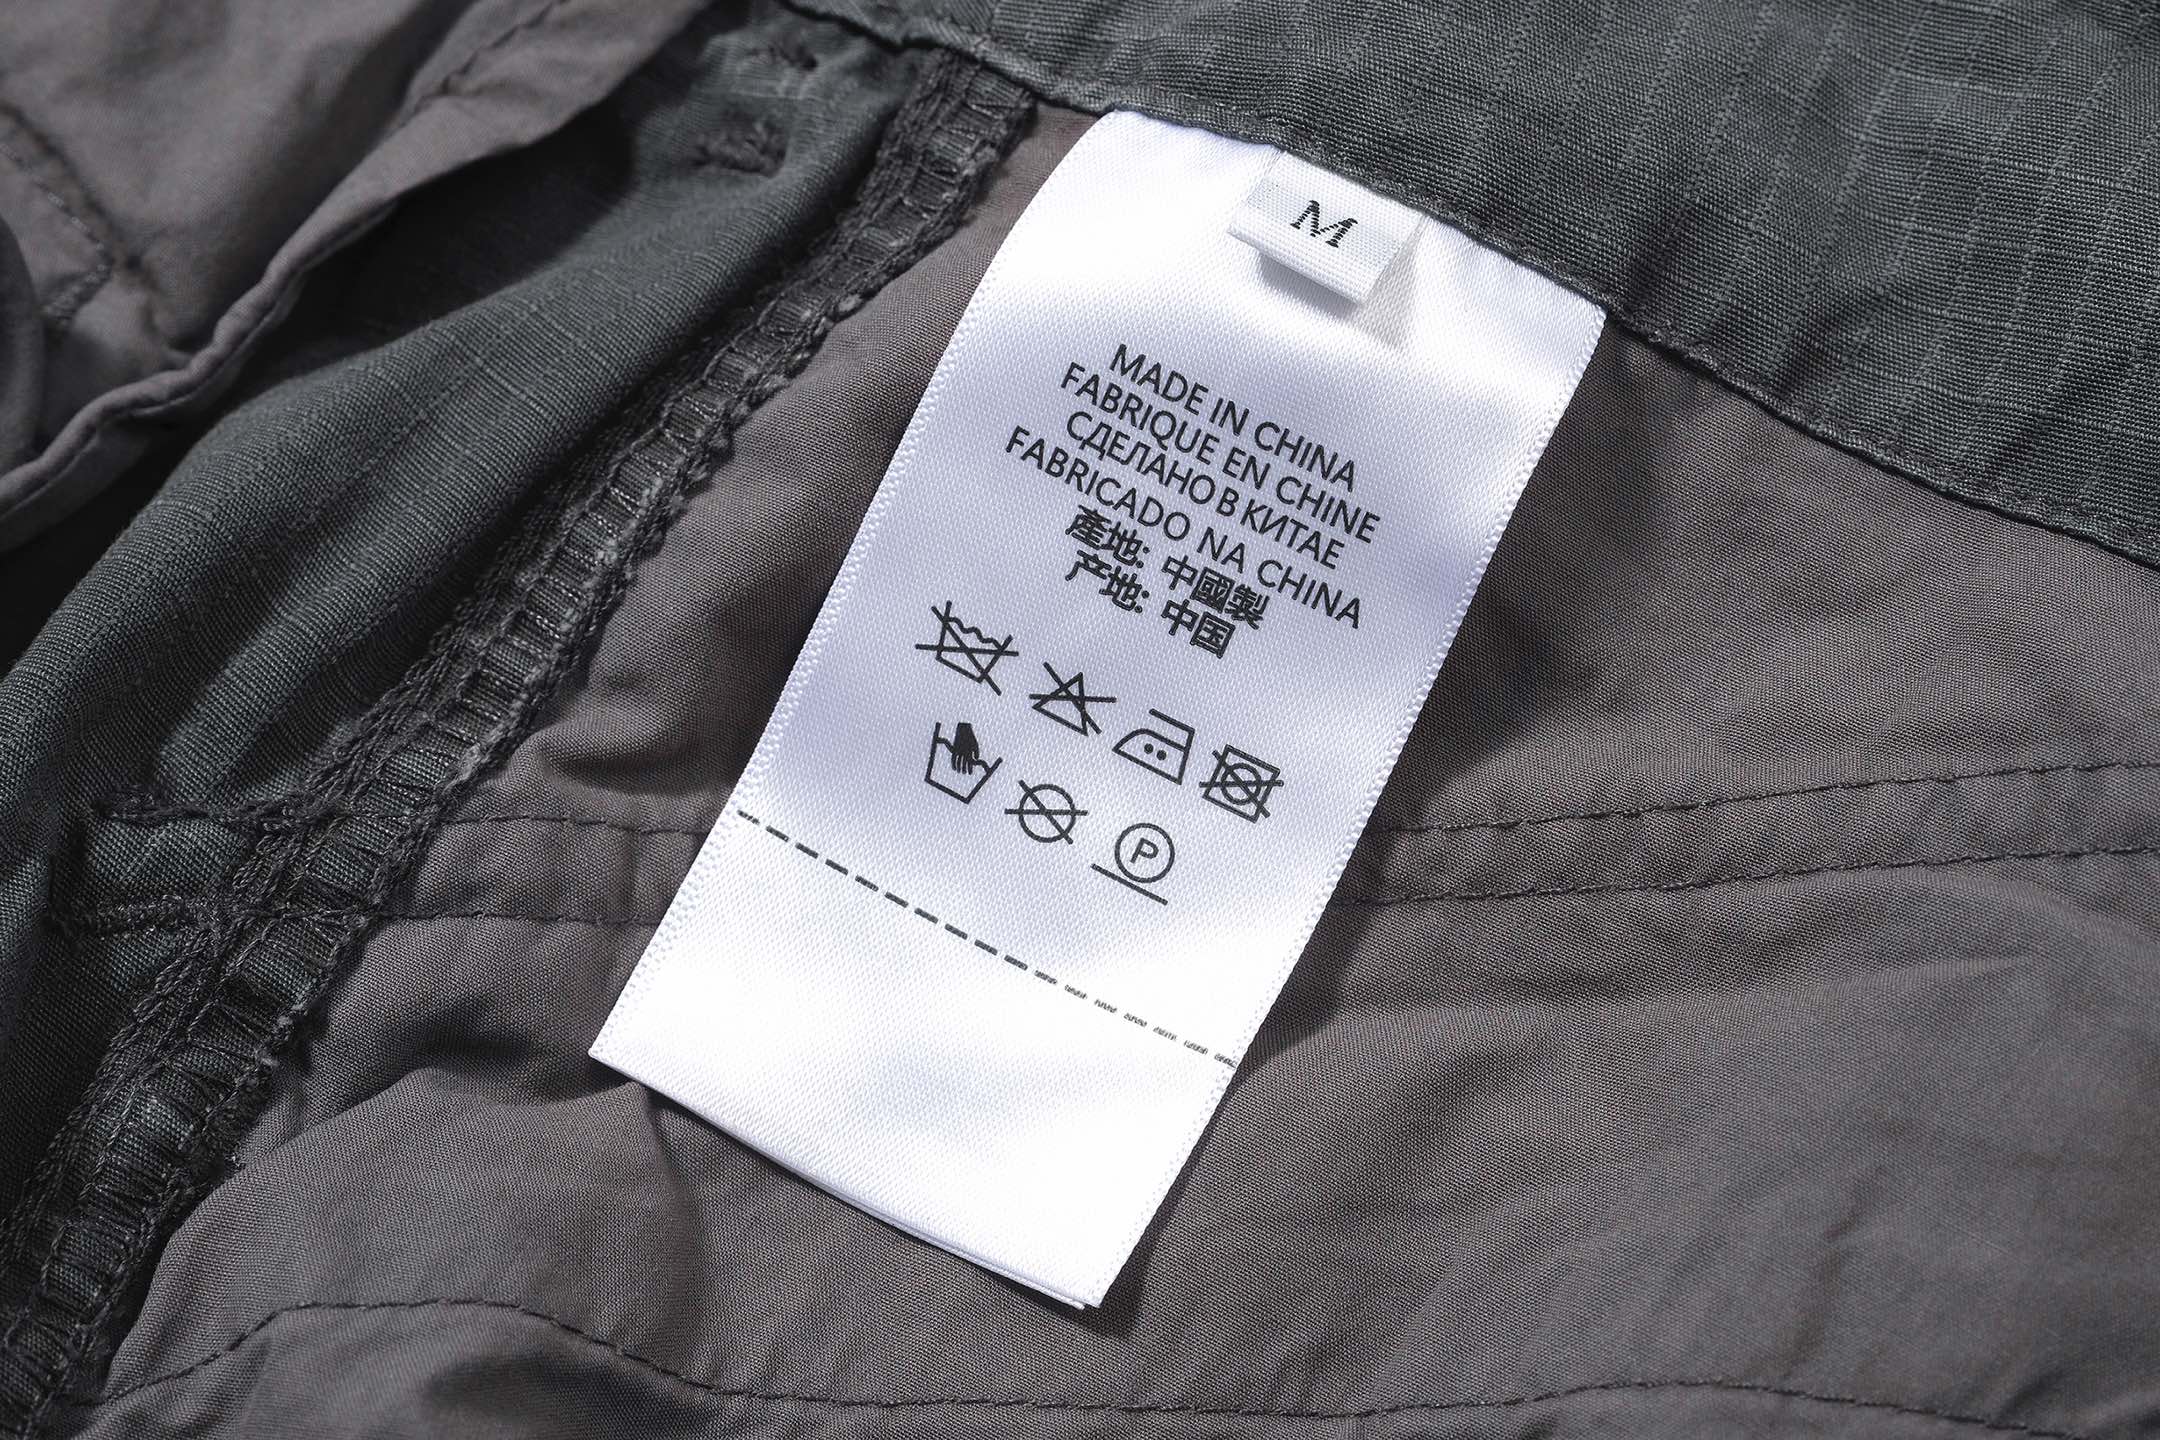 M
MADE IN CHINA
FABRIQUE EN CHINE
СДЕЛАНО В КИТАЕ
FABRICADO NA CHINA
產地: 中國製
产地: 中国
P